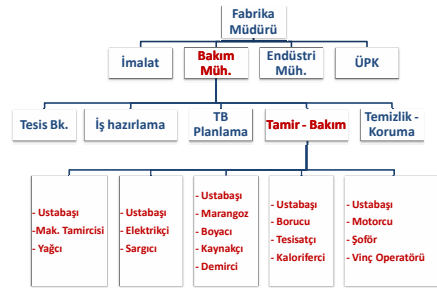 Fabrika
Müdürü
İmalat
Bakım
Müh.
Endüstri
Müh.
ÜPK
Tesis Bk.
İş hazırlama
TB
Planlama
Tamir - Bakım
Temizlik -
Koruma
- Ustabaşı
-Mak. Tamircisi
- Yağcı
- Ustabaşı
- Elektrikçi
- Sargıcı
- Ustabaşı
- Marangoz
- Boyacı
- Kaynakçı
- Demirci
- Ustabaşı
- Borucu
- Tesisatçı
- Kaloriferci
- Ustabaşı
- Motorcu
- Şofór
- Vinç Operatörü